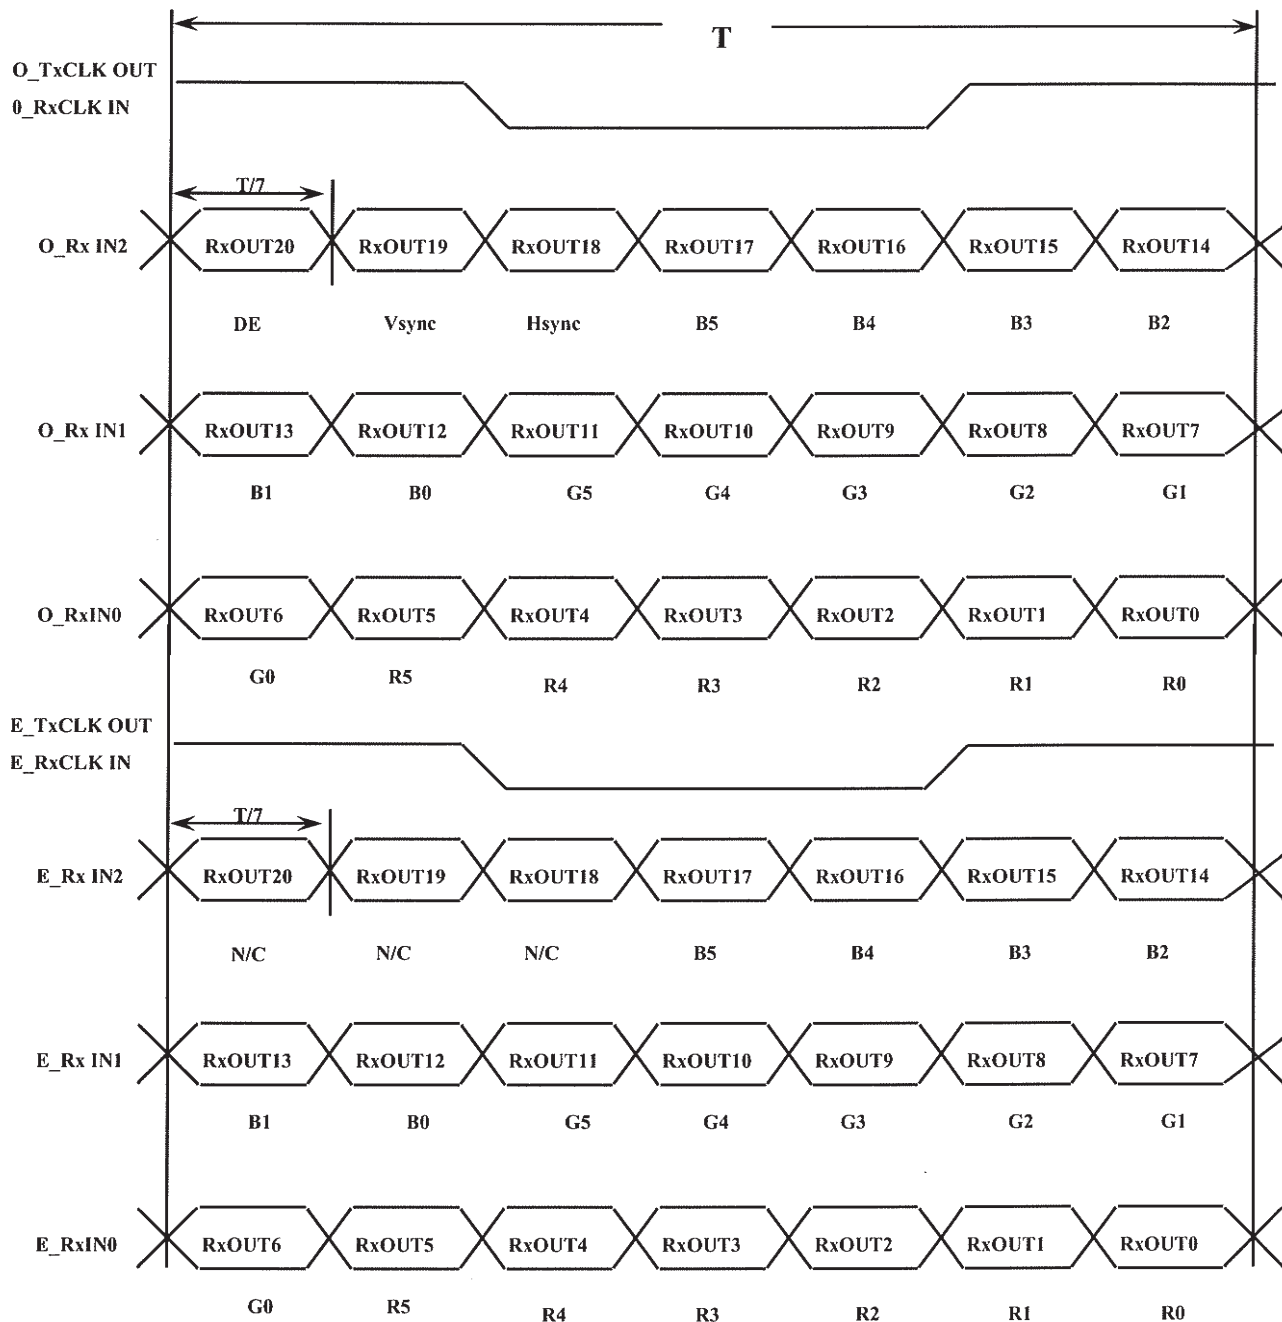 T
O_TxCLK OUT
0_RxCLK IN
T/7
O_Rx IN2 RxOUT20 RxOUT19 RxOUT18 RxOUT17 RxOUT16 RxOUT15 RxOUT14
DE Vsync Hsync B5 B4 B3 B2
O_Rx IN1 RxOUT13 RxOUT12 RxOUT11 RxOUT10 RxOUT9 RxOUT8 RxOUT7
B1 B0 G5 G4 G3 G2 G1
O_RxIN0 RxOUT6 RxOUT5 RxOUT4 RxOUT3 RxOUT2 RxOUT1 RxOUT0
G0 R5 R4 R3 R2 R1 R0
E_TxCLK OUT
E_RxCLK IN
T/7
E_Rx IN2 RxOUT20 RxOUT19 RxOUT18 RxOUT17 RxOUT16 RxOUT15 RxOUT14
N/C N/C N/C B5 B4 B3 B2
E_Rx IN1 RxOUT13 RxOUT12 RxOUT11 RxOUT10 RxOUT9 RxOUT8 RxOUT7
B1 B0 G5 G4 G3 G2 G1
E_RxIN0 RxOUT6 RxOUT5 RxOUT4 RxOUT3 RxOUT2 RxOUT1 RxOUT0
G0 R5 R4 R3 R2 R1 R0